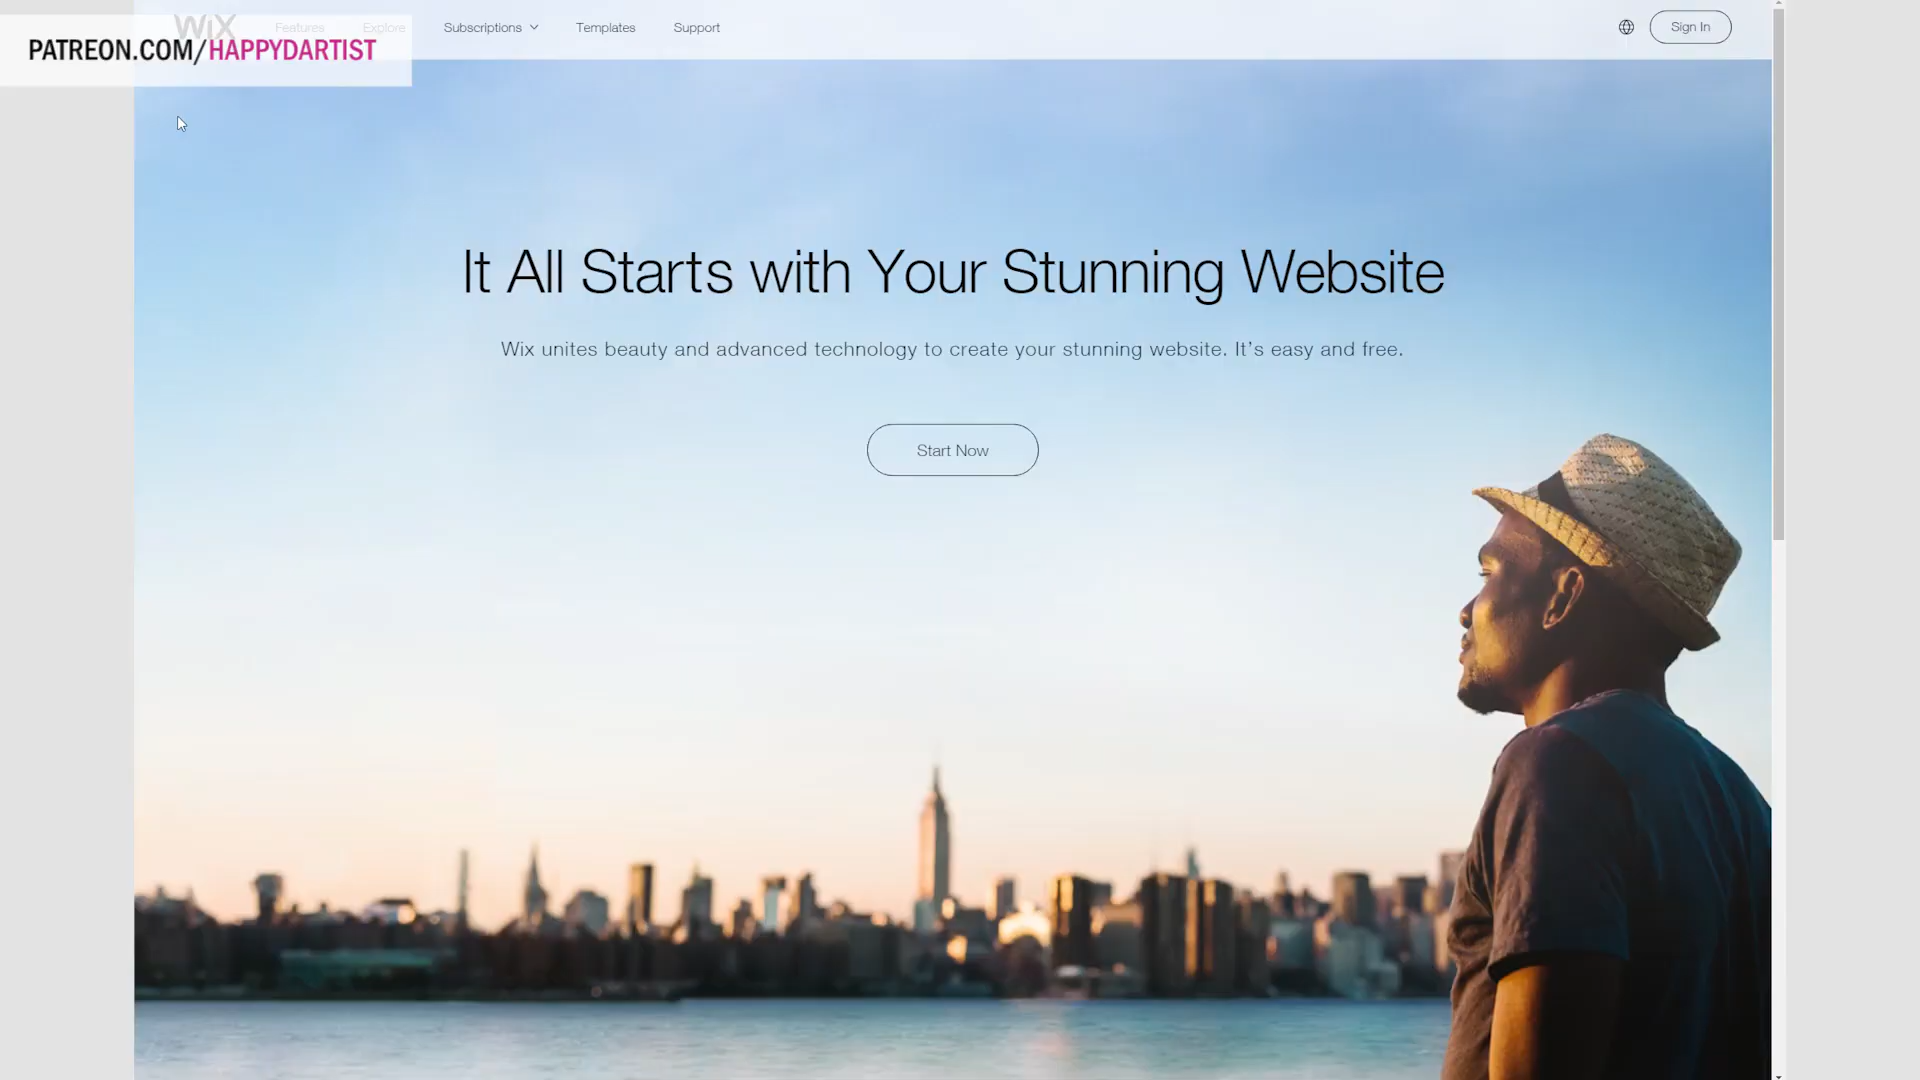 WiX
Features Explore Subscriptions Templates Support Sign In
PATREON.COM/HAPPYDARTIST
It All Starts with Your Stunning Website
Wix unites beauty and advanced technology to create your stunning website. It's easy and free.
Start Now